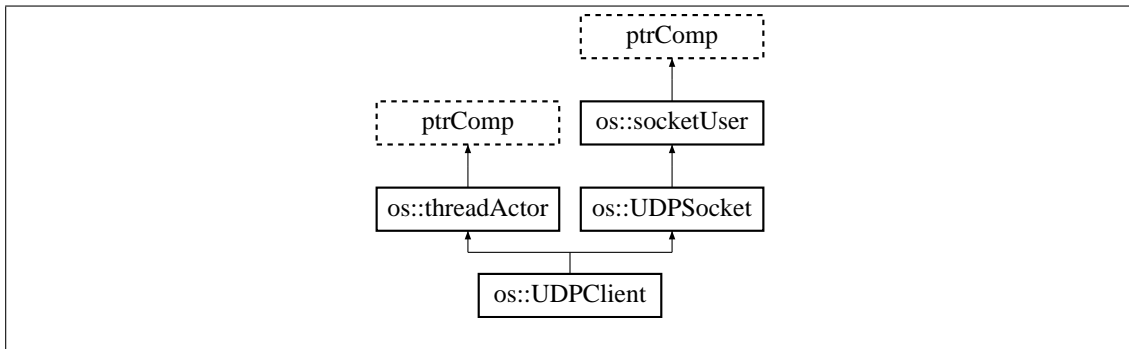 ptrComp
ptrComp
os::socketUser
os::threadActor
os::UDPSocket
os::UDPClient